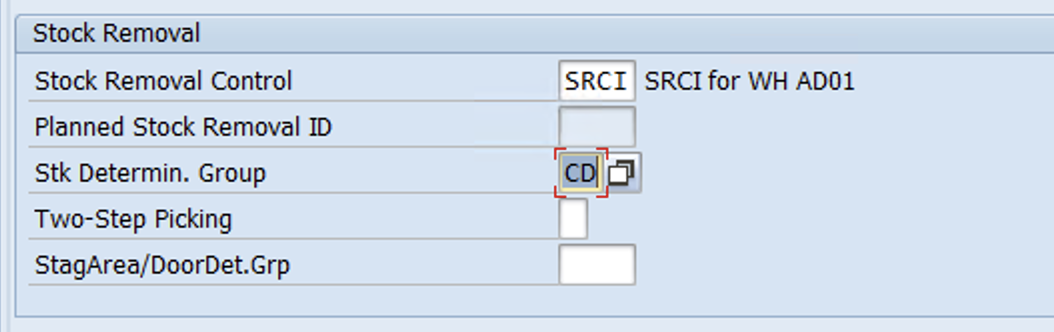 Stock Removal
Stock Removal Control SRCI SRCI for WH AD01
Planned Stock Removal ID
Stk Determin. Group CD
Two-Step Picking
StagArea/DoorDet.Grp